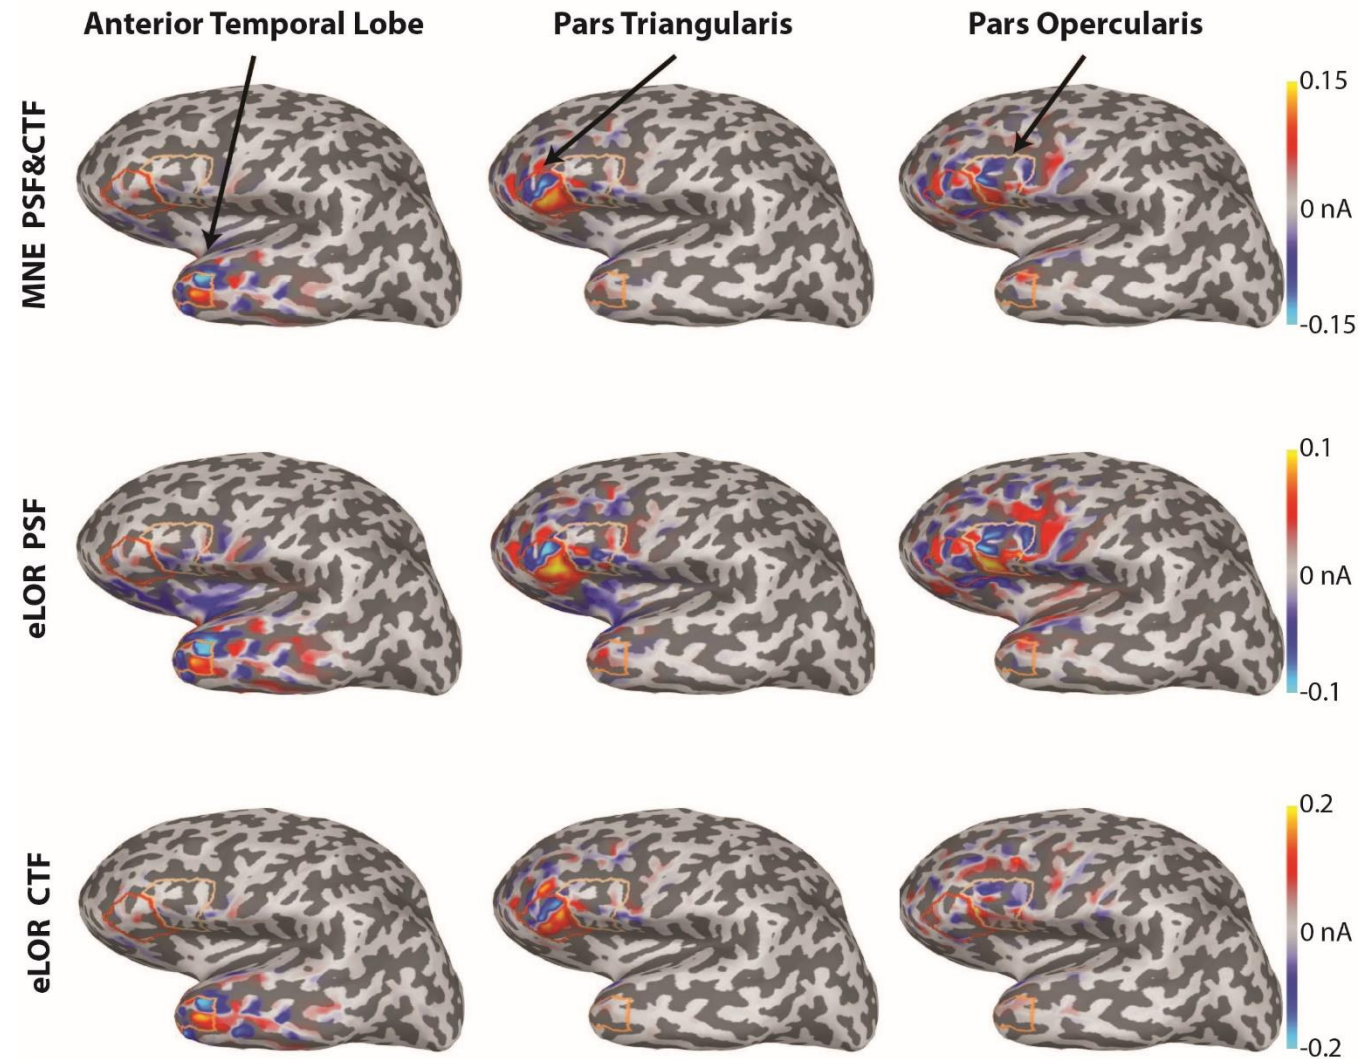 Anterior Temporal Lobe
Pars Triangularis
Pars Opercularis
MNE PSF&CTF
0.15
0 nA
-0.15
eLOR PSF
0.1
0 nA
-0.1
eLOR CTF
0.2
0 nA
-0.2